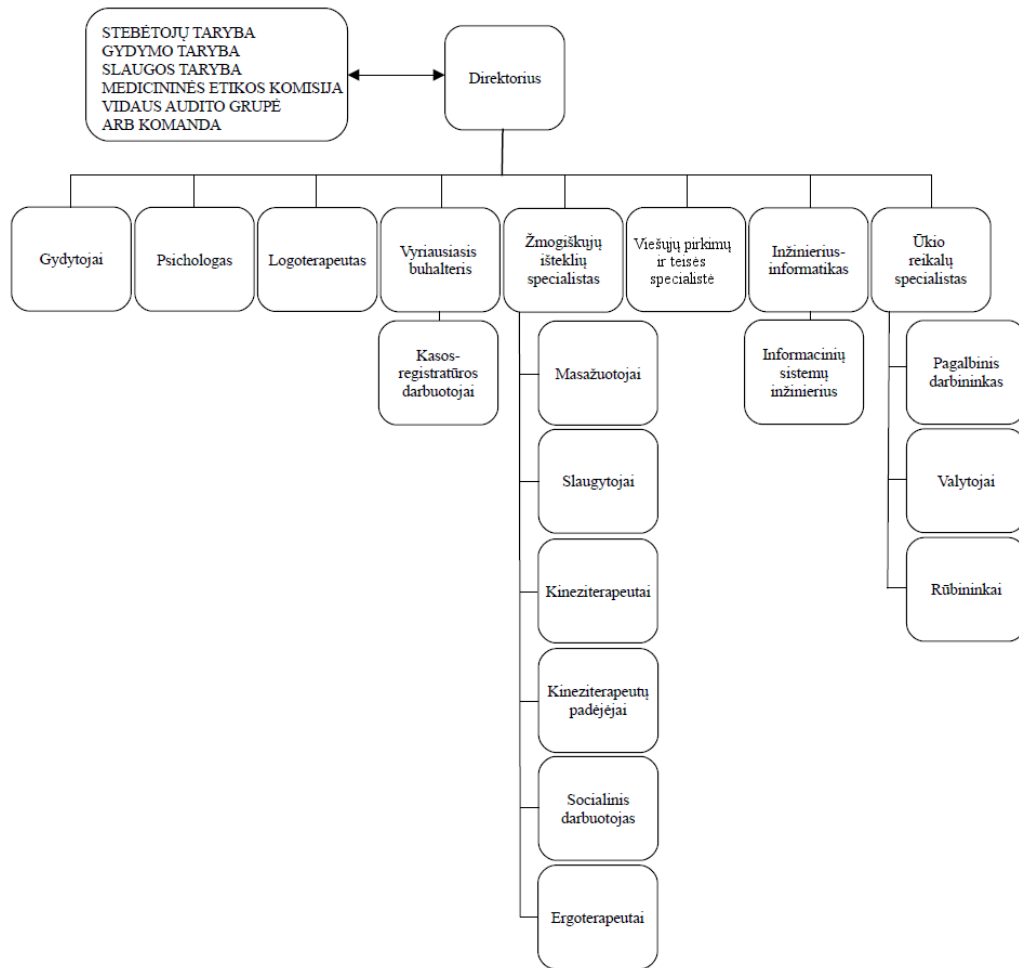 STEBĖTOJŲ TARYBA
GYDYMO TARYBA
SLAUGOS TARYBA
MEDICININĖS ETIKOS KOMISIJA
VIDAUS AUDITO GRUPĖ
ARB KOMANDA
Direktorius
Gydytojai
Psichologas
Logoterapeutas
Vyriausiasis
buhalteris
Žmogiškųjų
išteklių
specialistas
Viešųjų pirkimų
ir teisės
specialistė
Inžinierius-
informatikas
Ūkio
reikalų
specialistas
Kasos-
registratūros
darbuotojai
Masažuotojai
Informacinių
sistemų
inžinierius
Pagalbinis
darbininkas
Slaugytojai
Valytojai
Kineziterapeutai
Rūbininkai
Kineziterapeutų
padėjėjai
Socialinis
darbuotojas
Ergoterapeutai